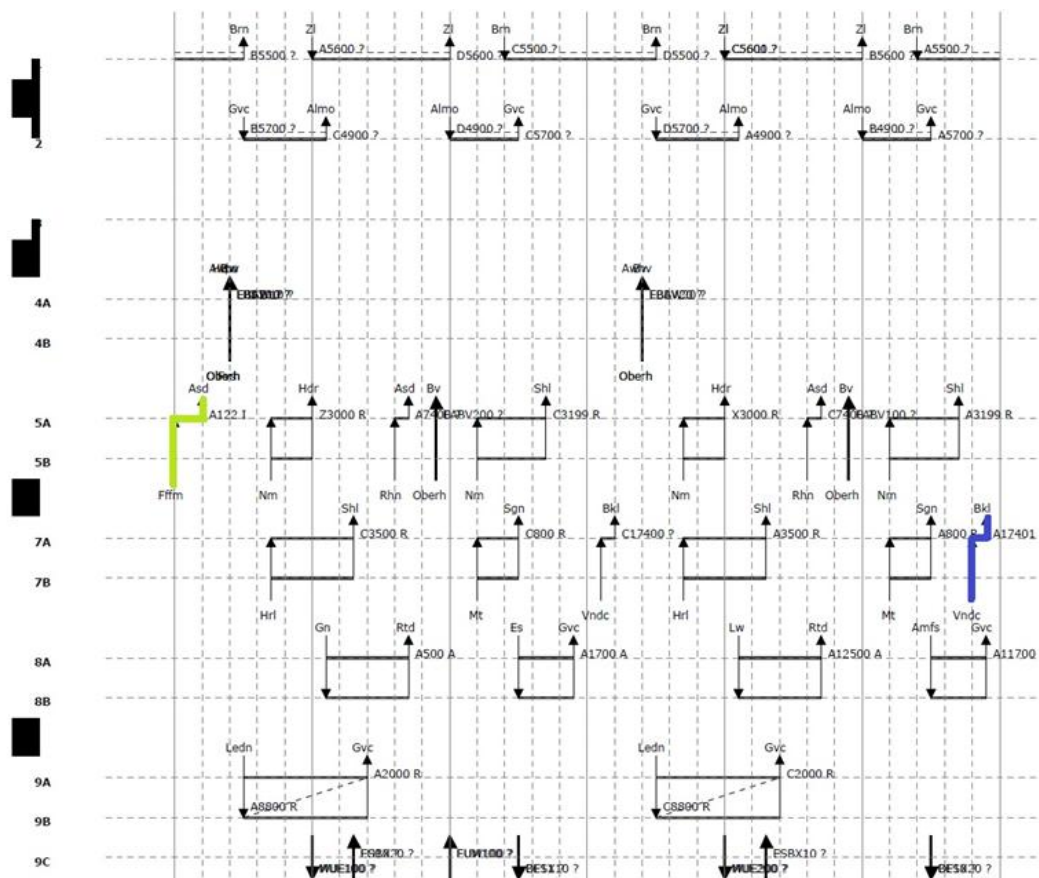 Brn Zl Zl Brn Brn Zl Zl Brn
B5500 ? A5600 ? D5600 ? C5500 ? D5500 ? C5601 ? B5600 ? A5500 ?
Gvc Almo Almo Gvc Gvc Almo Almo Gvc
B5700 ? C4900 ? D4900 ? C5700 ? D5700 ? A4900 ? B4900 ? A5700 ?
2
4A
4B
Oberh
Asd Hdr Asd Bv Shl Hdr Asd Bv Shl
5A A122 I Z3000 R A7400 C3199 R X3000 R A3199 R
5B
Fffm Nm Rhn Oberh Nm Nm Rhn Oberh Nm
Shl Sgn Bkl Shl Sgn Bkl
7A C3500 R C800 R C17400 ? A3500 R A800 R A17401
7B
Hrl Mt Vndc Hrl Mt Vndc
Gn Rtd Es Gvc Lw Rtd Amfs Gvc
8A A500 A A1700 A A12500 A A11700
8B
Ledn Gvc Ledn Gvc
9A A2000 R C2000 R
A8800 R C8800 R
9B
9C ESBX10 ?